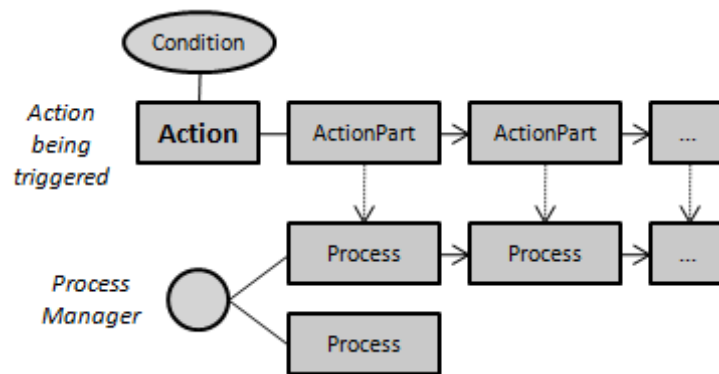 Condition
Action
being
triggered
Action
ActionPart
ActionPart
...
Process
Manager
Process
Process
...
Process